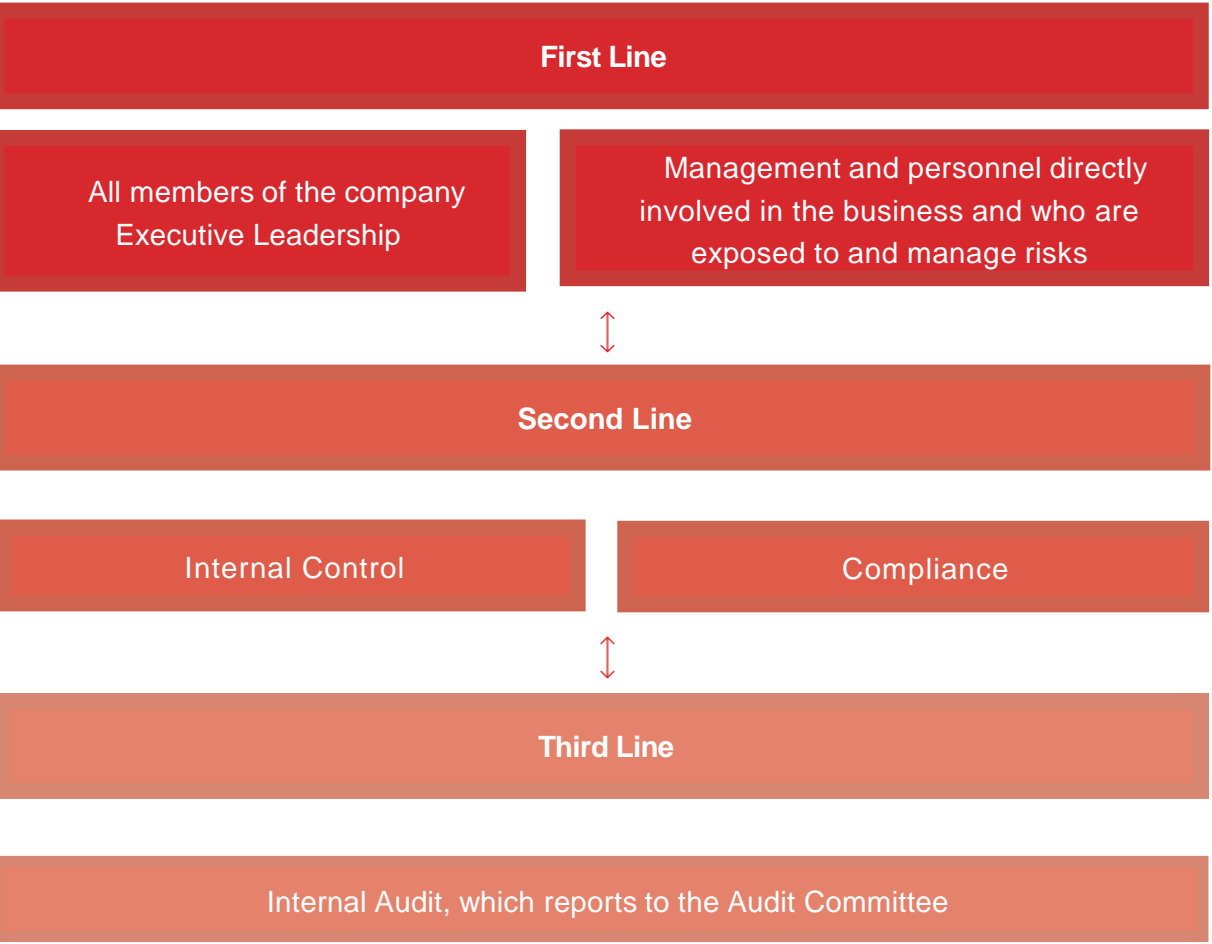 First Line
All members of the company
Executive Leadership
Management and personnel directly
involved in the business and who are
exposed to and manage risks
Second Line
Internal Control
Compliance
Third Line
Internal Audit, which reports to the Audit Committee